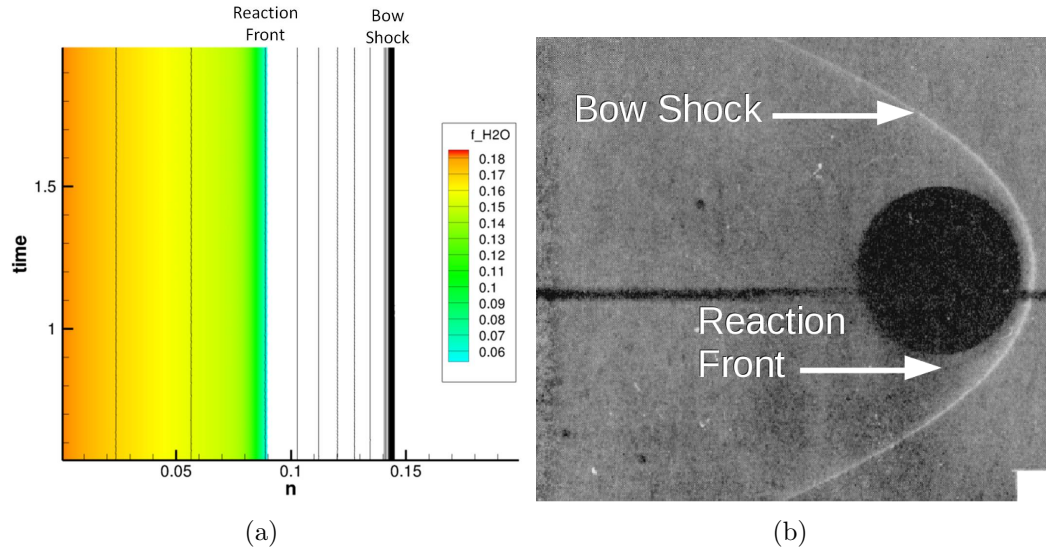 Reaction
Front
Bow
Shock
f_H2O
0.18
0.17
0.16
0.15
0.14
0.13
0.12
0.11
0.1
0.09
0.08
0.07
0.06
time
1.5
1
0.05
0.1
0.15
n
(a)
Bow Shock
Reaction
Front
(b)